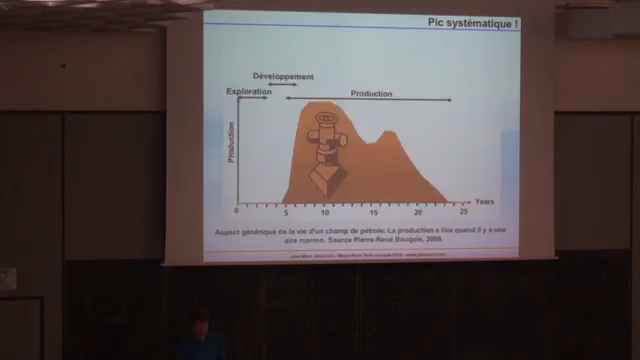 Pic systématique !
Développement
Exploration
Production
Production
0 5 10 15 20 25
Years
Aspect générique de la vie d'un champ de pétrole: La production a lieu quand il y a une
aire marron. Source Pierre-René Bauquis, 2008.